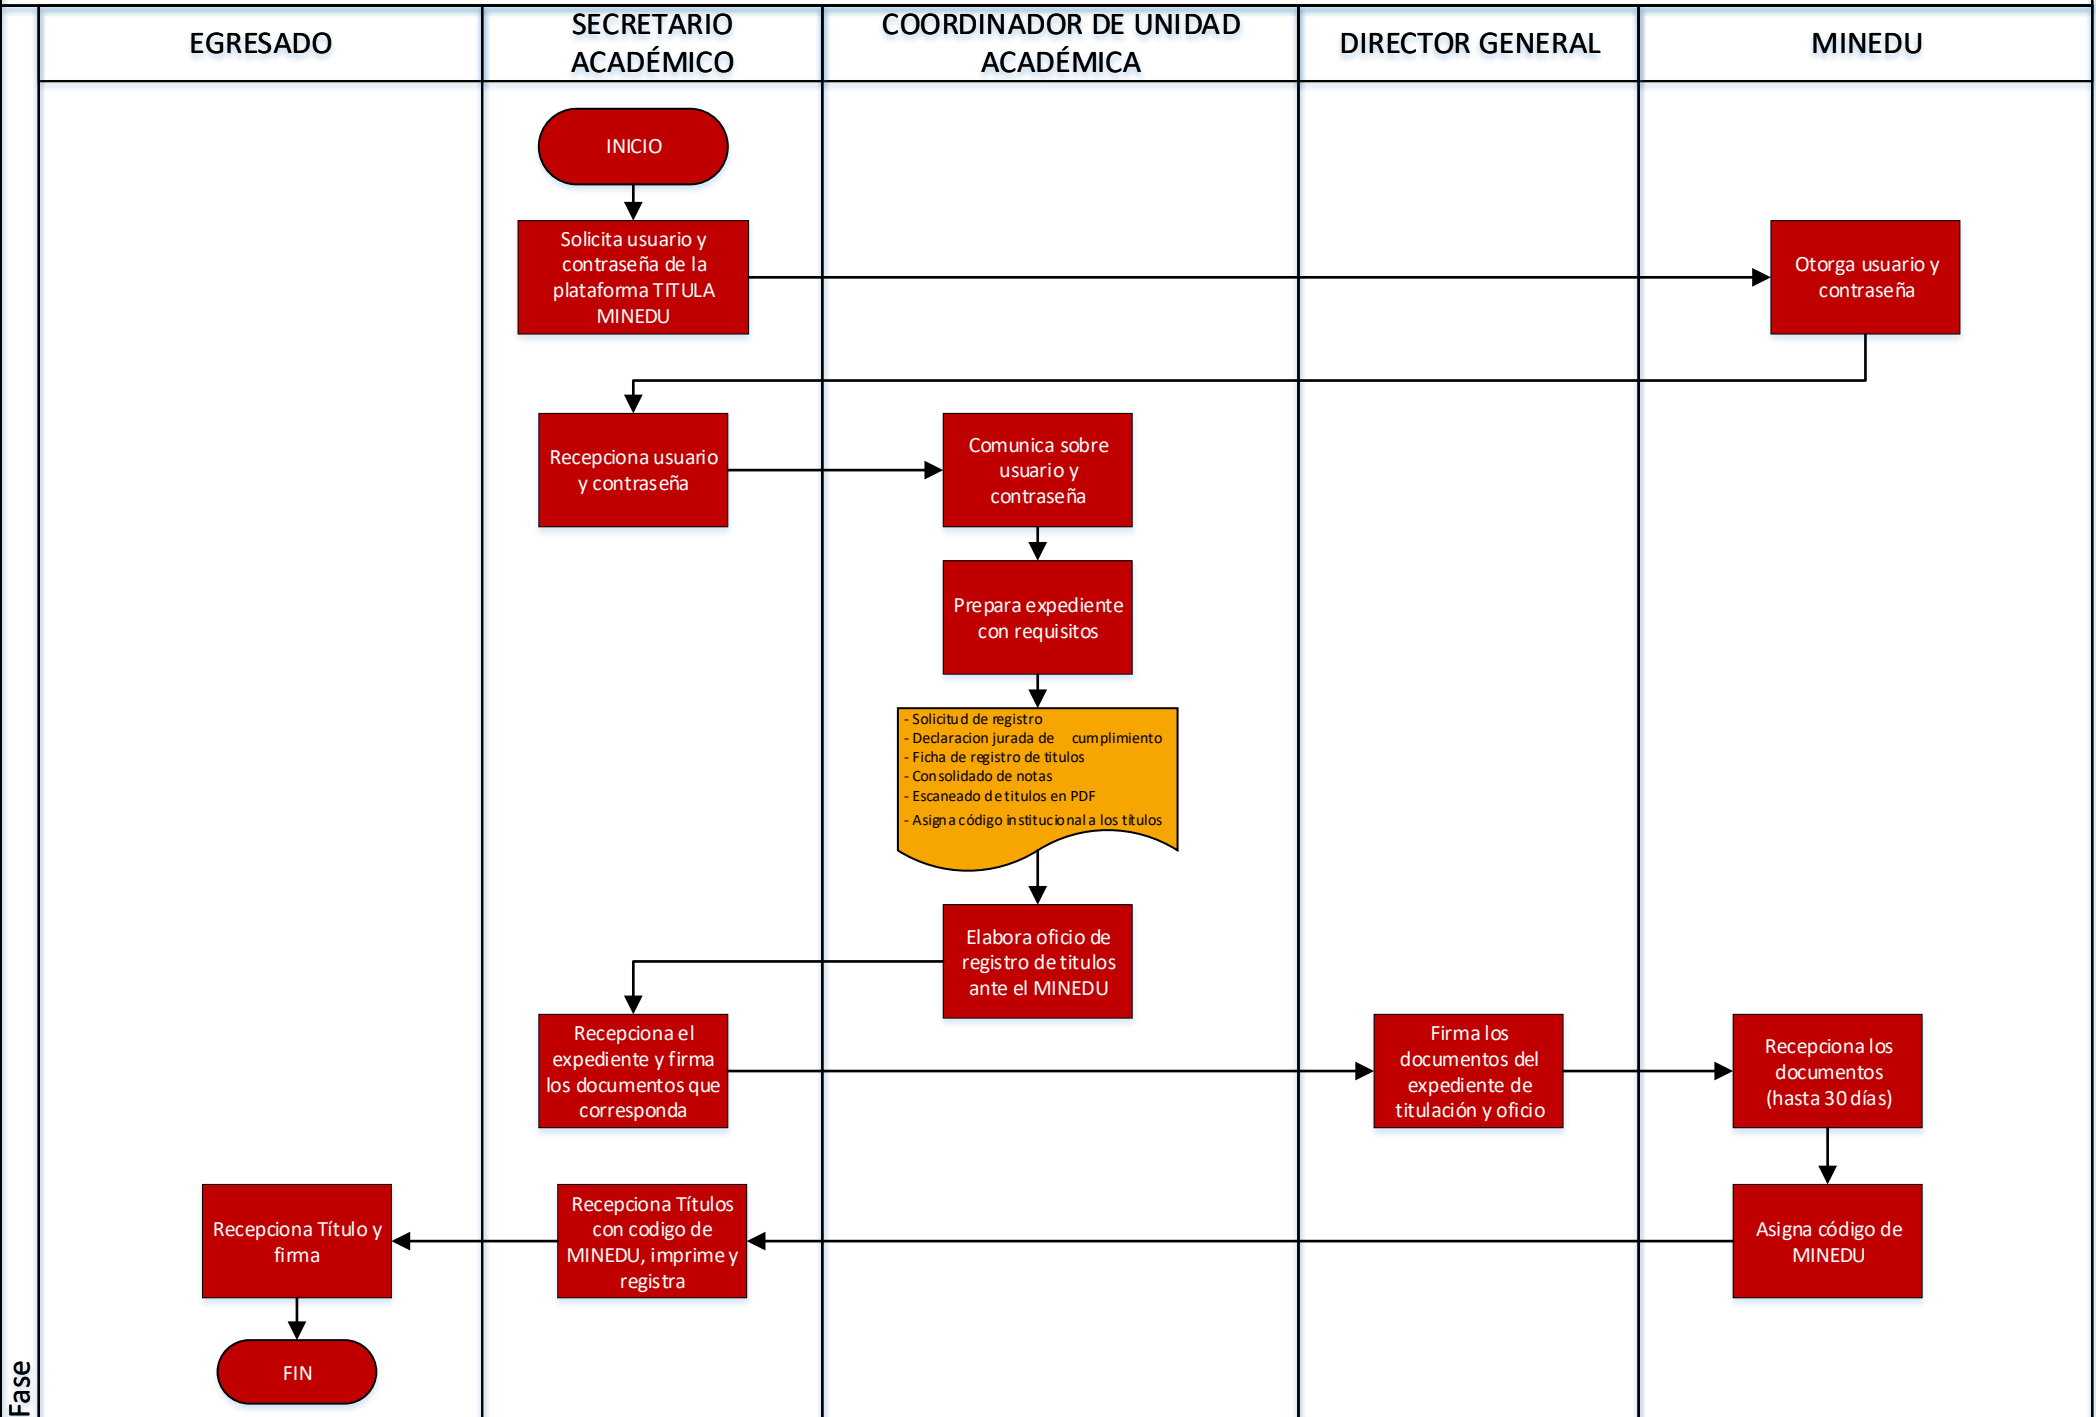 EGRESADO
SECRETARIO
ACADÉMICO
COORDINADOR DE UNIDAD
ACADÉMICA
DIRECTOR GENERAL
MINEDU
INICIO
Solicita usuario y
contraseña de la
plataforma TITULA
MINEDU
Otorga usuario y
contraseña
Recepciona usuario
y contraseña
Comunica sobre
usuario y
contraseña
Prepara expediente
con requisitos
- Solicitud de registro
- Declaracion jurada de cumplimiento
- Ficha de registro de titulos
- Consolidado de notas
- Escaneado de titulos en PDF
- Asigna código institucional a los títulos
Elabora oficio de
registro de titulos
ante el MINEDU
Recepciona el
expediente y firma
los documentos que
corresponda
Firma los
documentos del
expediente de
titulación y oficio
Recepciona los
documentos
(hasta 30 días)
Recepciona Título y
firma
Recepciona Títulos
con codigo de
MINEDU, imprime y
registra
Asigna código de
MINEDU
FIN
Fase